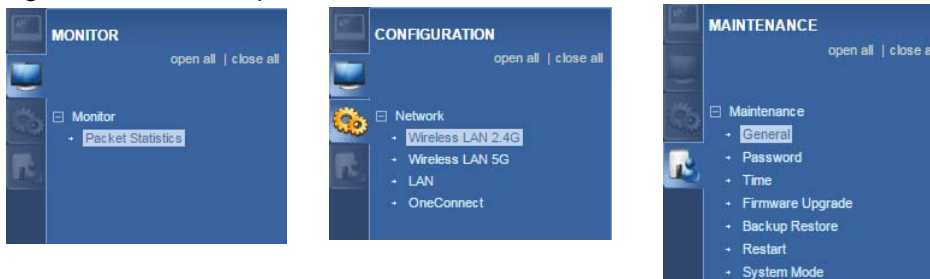 MONITOR
open all | close all
Monitor
Packet Statistics
CONFIGURATION
open all | close all
Network
Wireless LAN 2.4G
Wireless LAN 5G
LAN
OneConnect
MAINTENANCE
open all | close a
Maintenance
General
Password
Time
Firmware Upgrade
Backup Restore
Restart
System Mode